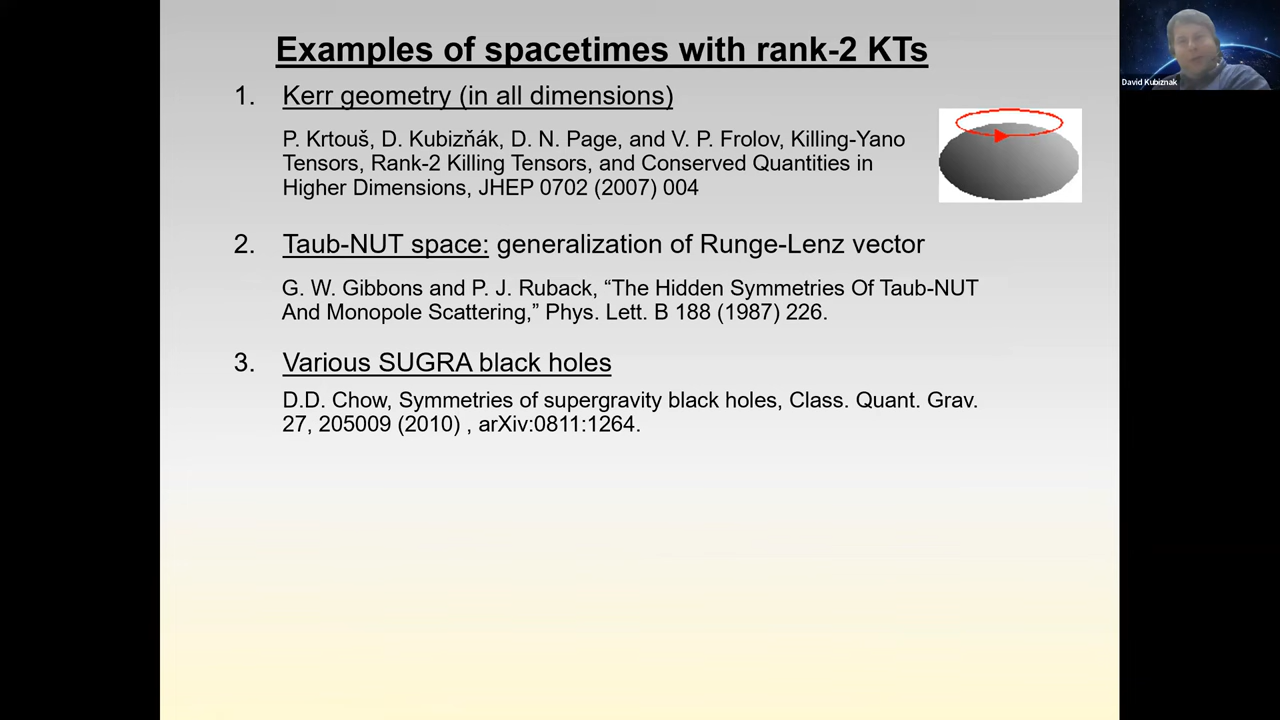 Examples of spacetimes with rank-2 KTs
1. Kerr geometry (in all dimensions)
P. Krtouš, D. Kubizňák, D. N. Page, and V. P. Frolov, Killing-Yano
Tensors, Rank-2 Killing Tensors, and Conserved Quantities in
Higher Dimensions, JHEP 0702 (2007) 004
2. Taub-NUT space: generalization of Runge-Lenz vector
G. W. Gibbons and P. J. Ruback, “The Hidden Symmetries Of Taub-NUT
And Monopole Scattering,” Phys. Lett. B 188 (1987) 226.
3. Various SUGRA black holes
D.D. Chow, Symmetries of supergravity black holes, Class. Quant. Grav.
27, 205009 (2010) , arXiv:0811:1264.
David Kubiznak